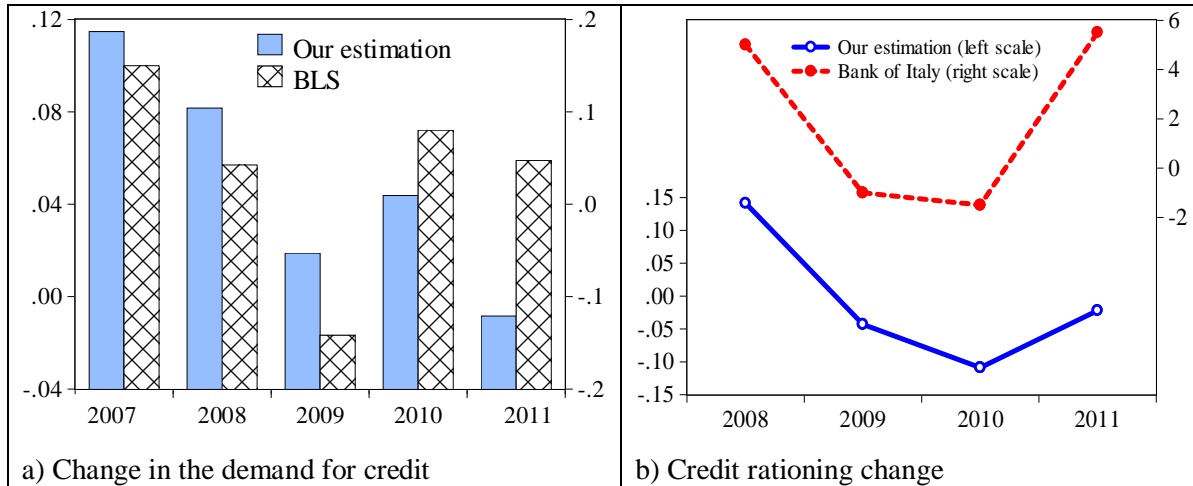 .12
.08
.04
.00
-.04
.2
.1
.0
-.1
-.2
Our estimation
BLS
2007 2008 2009 2010 2011
a) Change in the demand for credit
.15
.10
.05
.00
-.05
-.10
-.15
6
4
2
0
-2
Our estimation (left scale)
Bank of Italy (right scale)
2008 2009 2010 2011
b) Credit rationing change